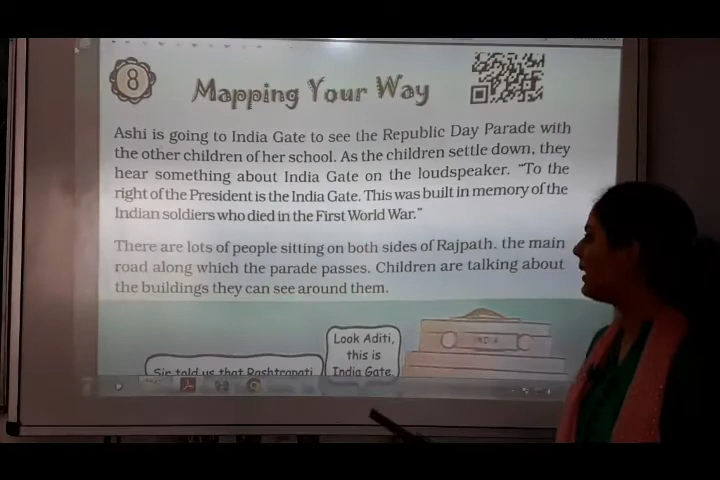 8
Mapping Your Way
Ashi is going to India Gate to see the Republic Day Parade with
the other children of her school. As the children settle down, they
hear something about India Gate on the loudspeaker. “To the
right of the President is the India Gate. This was built in memory of the
Indian soldiers who died in the First World War.”
There are lots of people sitting on both sides of Rajpath. the main
road along which the parade passes. Children are talking about
the buildings they can see around them.
Look Aditi,
this is
India Gate.
Sir told us that Rashtrapati
INDIA